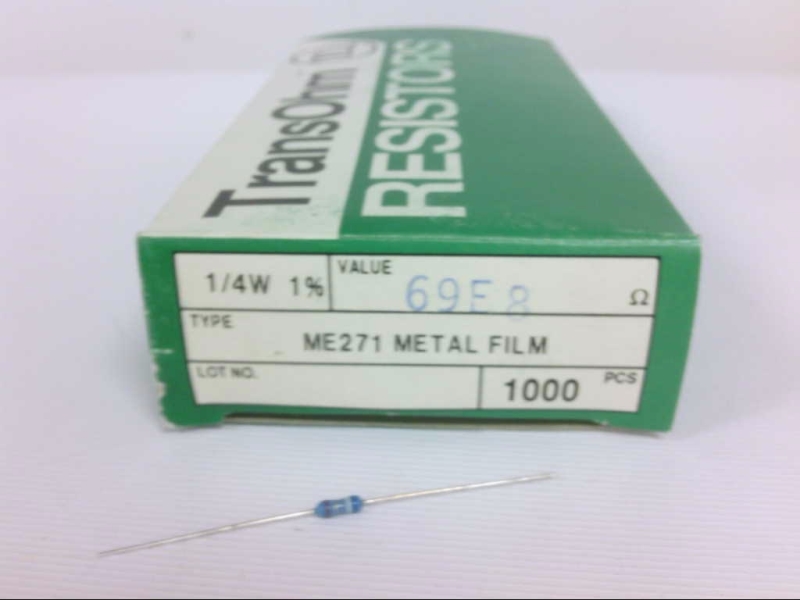 TransOhm
RESISTORS
1/4W 1% VALUE 69E8 Ω
TYPE ME271 METAL FILM
LOT NO. 1000 PCS